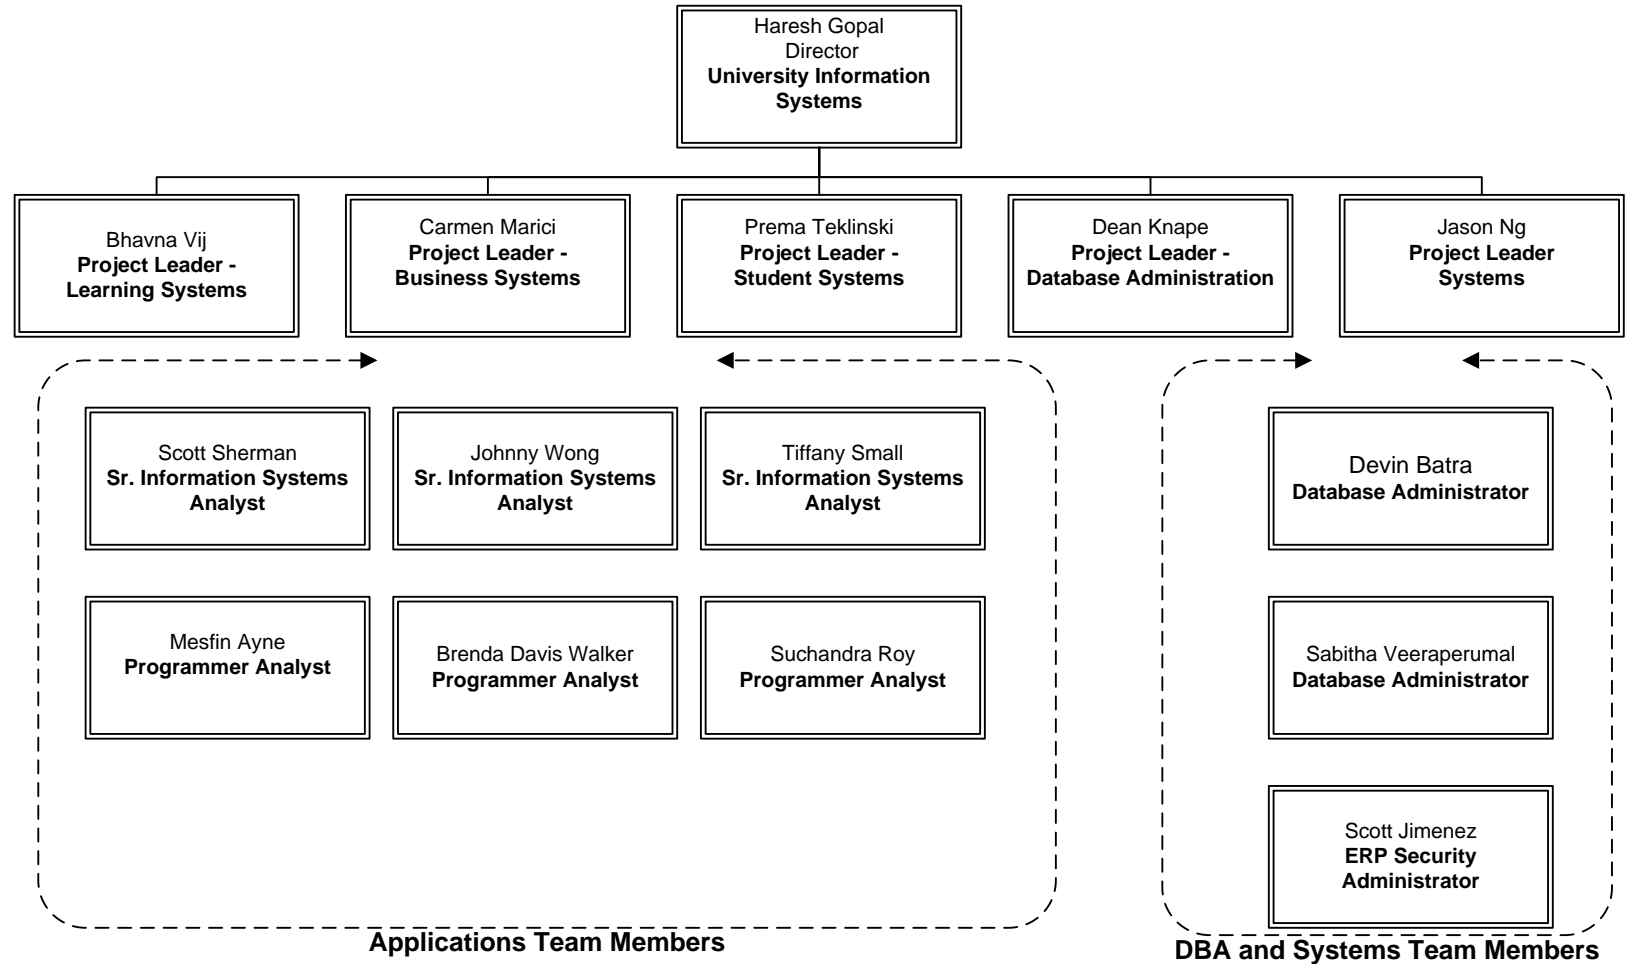 Haresh Gopal
Director
University Information
Systems
Bhavna Vij
Project Leader -
Learning Systems
Carmen Marici
Project Leader -
Business Systems
Prema Teklinski
Project Leader -
Student Systems
Dean Knape
Project Leader -
Database Administration
Jason Ng
Project Leader
Systems
Scott Sherman
Sr. Information Systems
Analyst
Johnny Wong
Sr. Information Systems
Analyst
Tiffany Small
Sr. Information Systems
Analyst
Devin Batra
Database Administrator
Mesfin Ayne
Programmer Analyst
Brenda Davis Walker
Programmer Analyst
Suchandra Roy
Programmer Analyst
Sabitha Veeraperumal
Database Administrator
Scott Jimenez
ERP Security
Administrator
Applications Team Members
DBA and Systems Team Members